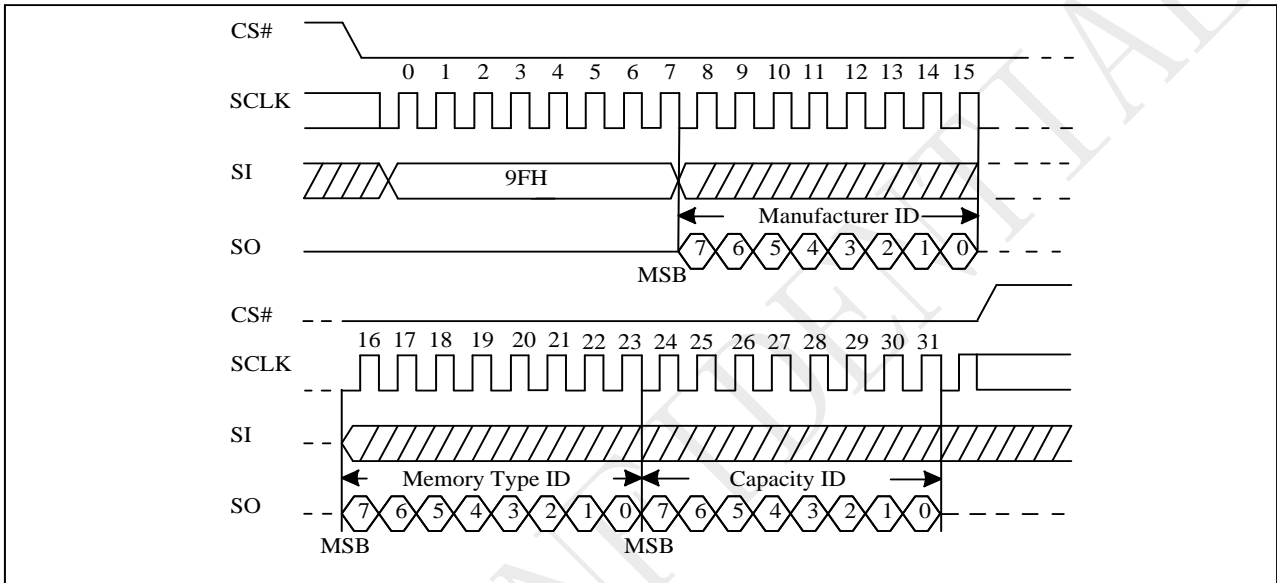 CS#
0 1 2 3 4 5 6 7 8 9 10 11 12 13 14 15
SCLK
SI
9FH
Manufacturer ID
SO
7 6 5 4 3 2 1 0
MSB
CS#
16 17 18 19 20 21 22 23 24 25 26 27 28 29 30 31
SCLK
SI
Memory Type ID Capacity ID
SO
7 6 5 4 3 2 1 0 7 6 5 4 3 2 1 0
MSB MSB